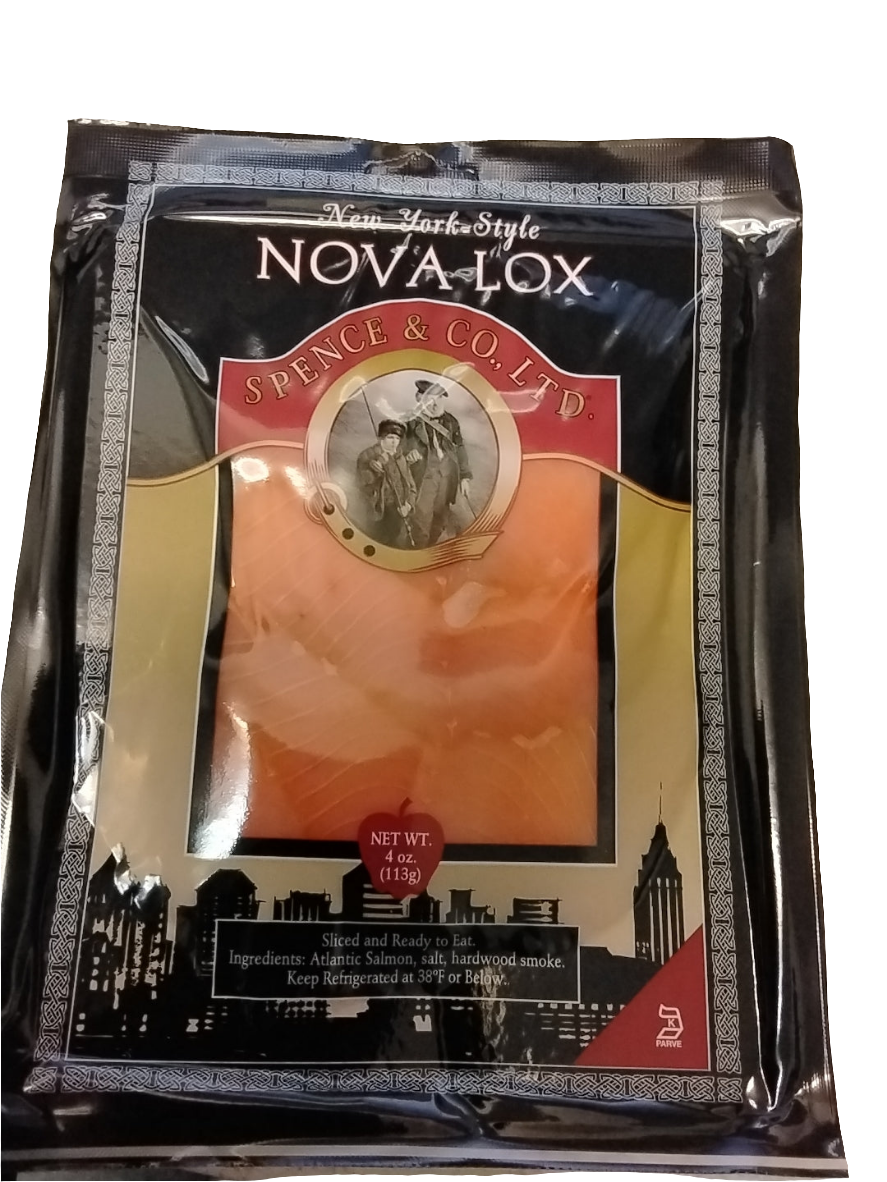 New York-Style
NOVA LOX
SPENCE & CO., LTD.
NET WT.
4 oz.
(113g)
Sliced and Ready to Eat.
Ingredients: Atlantic Salmon, salt, hardwood smoke.
Keep Refrigerated at 38°F or Below.
K
PARVE